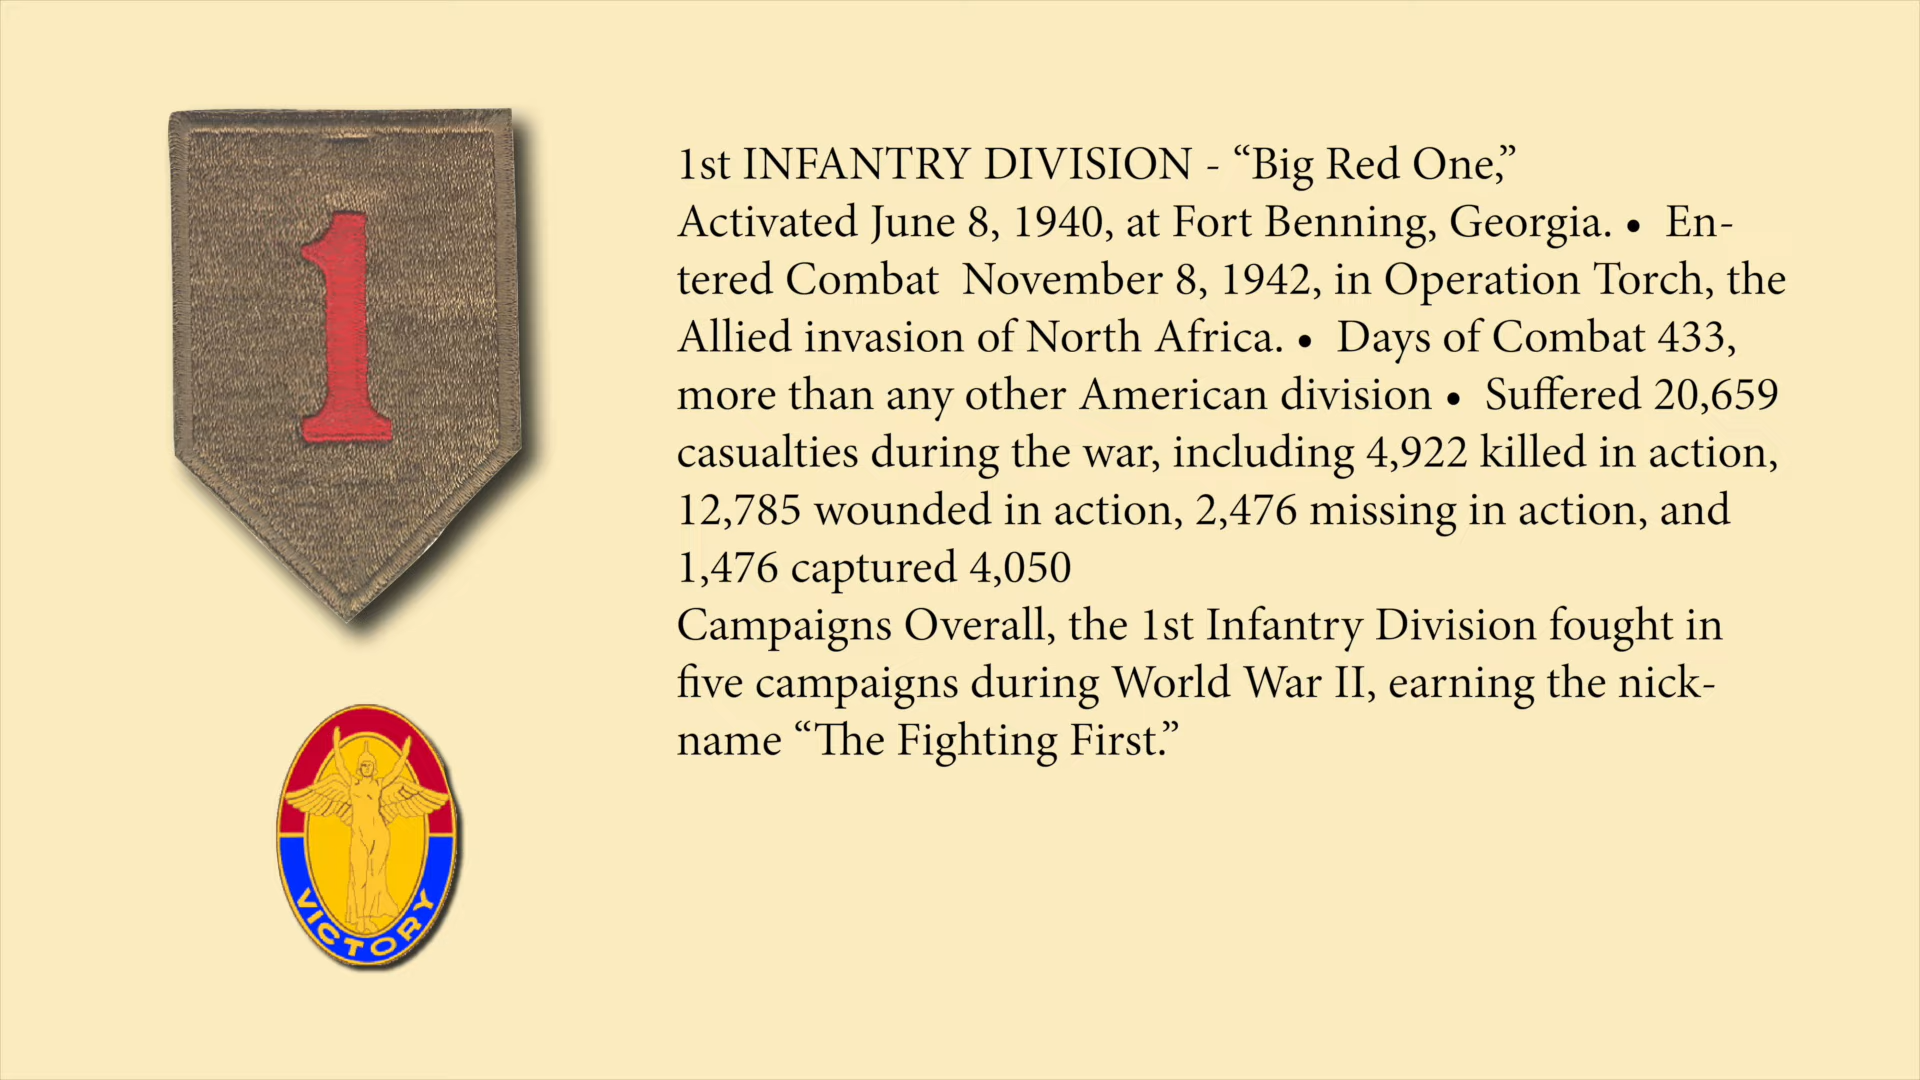 1
VICTORY
1st INFANTRY DIVISION - “Big Red One,”
Activated June 8, 1940, at Fort Benning, Georgia. • En-
tered Combat  November 8, 1942, in Operation Torch, the
Allied invasion of North Africa. • Days of Combat 433,
more than any other American division • Suffered 20,659
casualties during the war, including 4,922 killed in action,
12,785 wounded in action, 2,476 missing in action, and
1,476 captured 4,050
Campaigns Overall, the 1st Infantry Division fought in
five campaigns during World War II, earning the nick-
name “The Fighting First.”